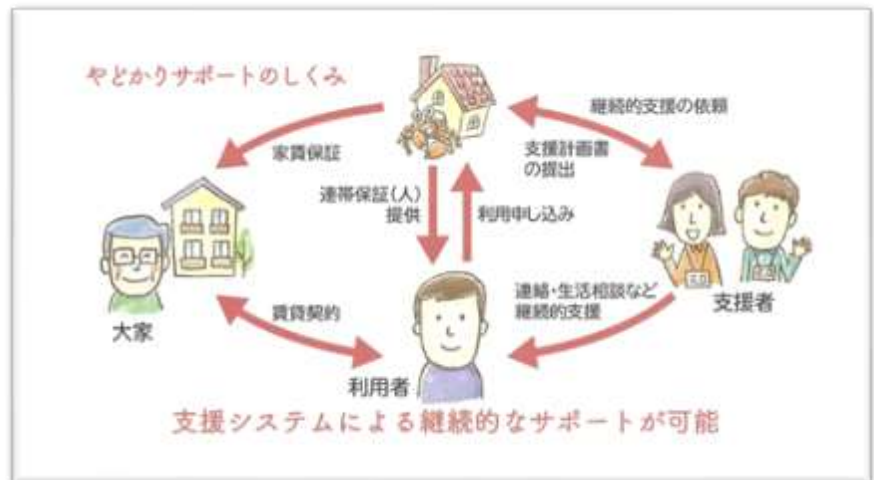 やどかりサポートのしくみ
継続的支援の依頼
家賃保証
支援計画書
の提出
連帯保証(人)
提供
利用申し込み
連絡・生活相談など
継続的支援
支援者
賃貸契約
大家
利用者
支援システムによる継続的なサポートが可能